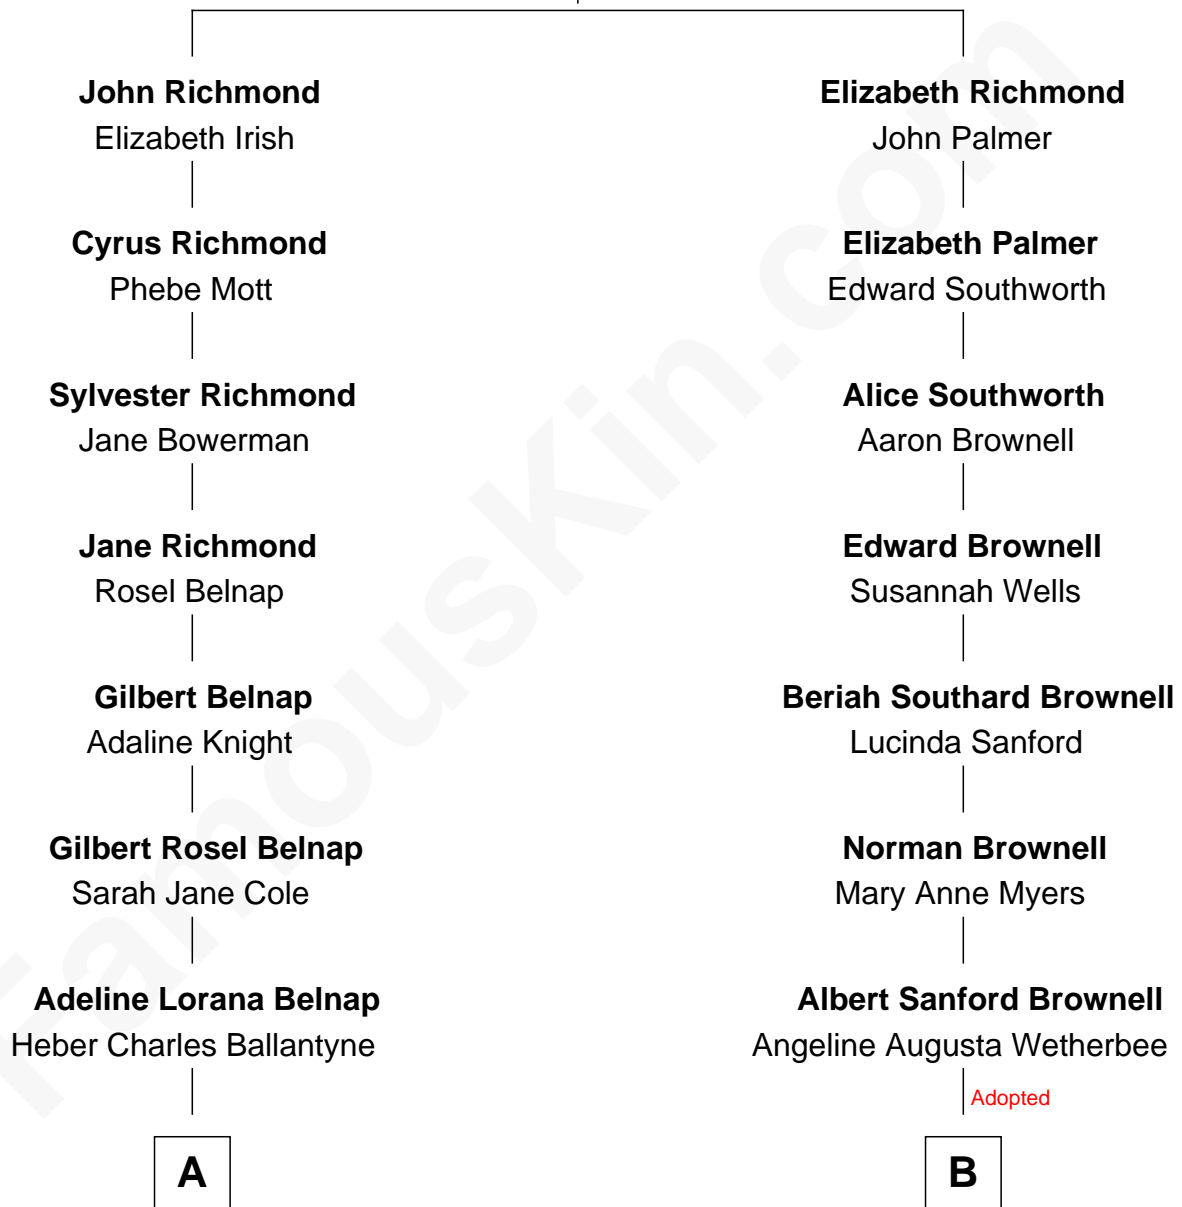 John Richmond
Elizabeth Irish
Cyrus Richmond
Phebe Mott
Sylvester Richmond
Jane Bowerman
Jane Richmond
Rosel Belnap
Gilbert Belnap
Adaline Knight
Gilbert Rosel Belnap
Sarah Jane Cole
Adeline Lorana Belnap
Heber Charles Ballantyne
A
Elizabeth Richmond
John Palmer
Elizabeth Palmer
Edward Southworth
Alice Southworth
Aaron Brownell
Edward Brownell
Susannah Wells
Beriah Southard Brownell
Lucinda Sanford
Norman Brownell
Mary Anne Myers
Albert Sanford Brownell
Angeline Augusta Wetherbee
Adopted
B
FamousKin.com